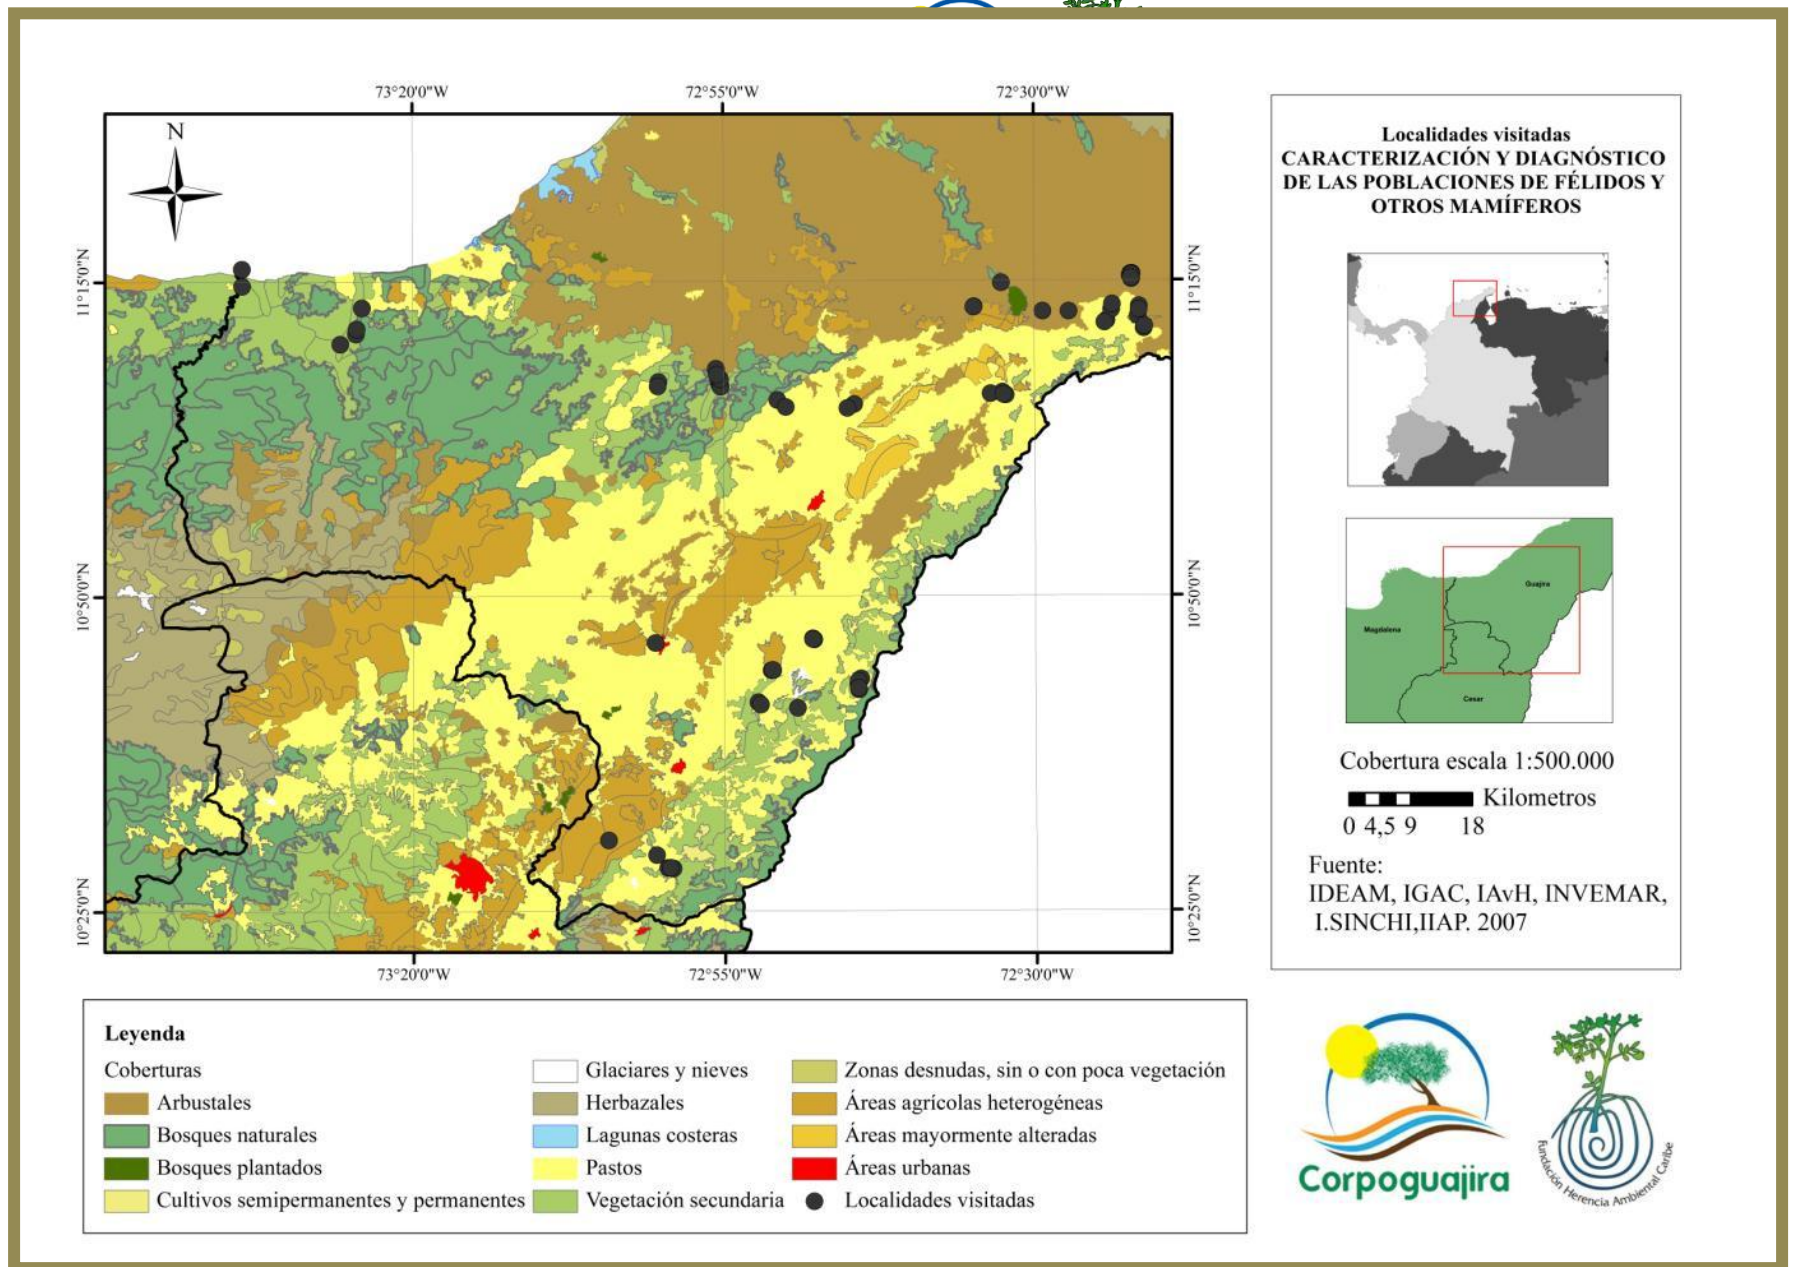 73°20'0"W
72°55'0"W
72°30'0"W
N
11°15'0"N
11°15'0"N
10°50'0"N
10°50'0"N
10°25'0"N
10°25'0"N
73°20'0"W
72°55'0"W
72°30'0"W
Localidades visitadas
CARACTERIZACIÓN Y DIAGNÓSTICO
DE LAS POBLACIONES DE FÉLIDOS Y
OTROS MAMÍFEROS
Guajira
Magdalena
Cesar
Cobertura escala 1:500.000
Kilometros
0 4,5 9 18
Fuente:
IDEAM, IGAC, IAvH, INVEMAR,
I.SINCHI,IIAP. 2007
Leyenda
Coberturas
Arbustales
Bosques naturales
Bosques plantados
Cultivos semipermanentes y permanentes
Glaciares y nieves
Herbazales
Lagunas costeras
Pastos
Vegetación secundaria
Zonas desnudas, sin o con poca vegetación
Áreas agrícolas heterogéneas
Áreas mayormente alteradas
Áreas urbanas
Localidades visitadas
Corpoguajira
Fundación Herencia Ambiental Caribe